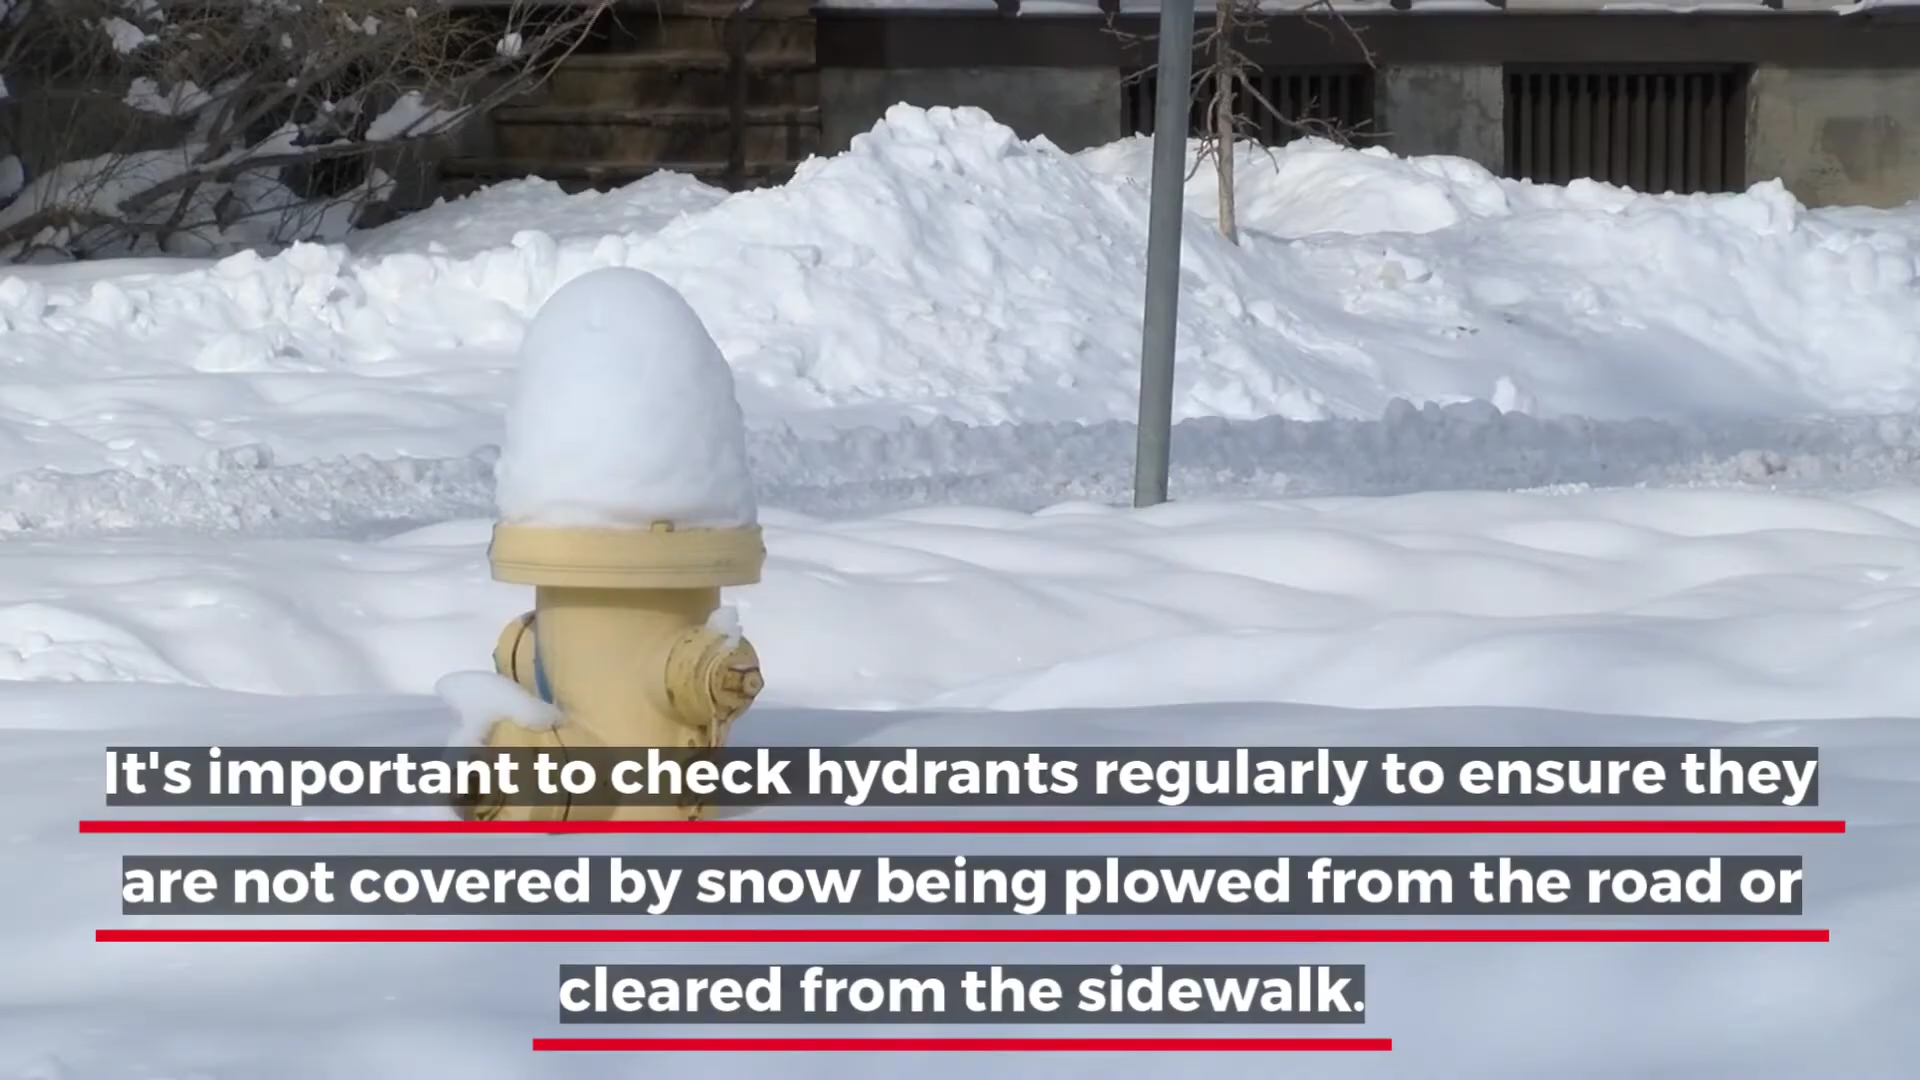 It's important to check hydrants regularly to ensure they
are not covered by snow being plowed from the road or
cleared from the sidewalk.